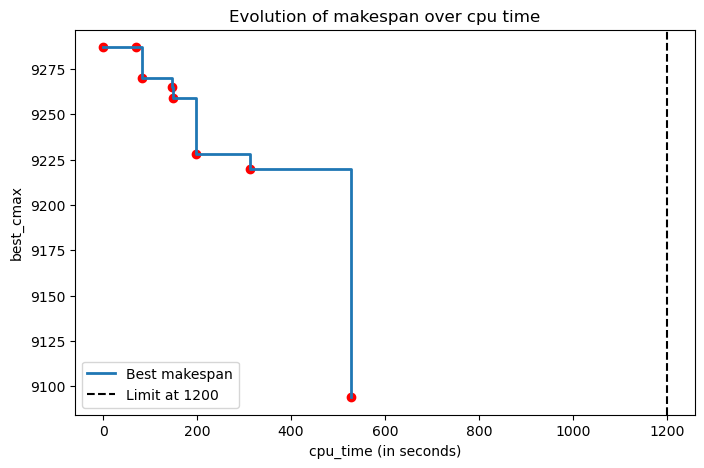 Evolution of makespan over cpu time
best_cmax
9275
9250
9225
9200
9175
9150
9125
9100
Best makespan
Limit at 1200
0 200 400 600 800 1000 1200
cpu_time (in seconds)